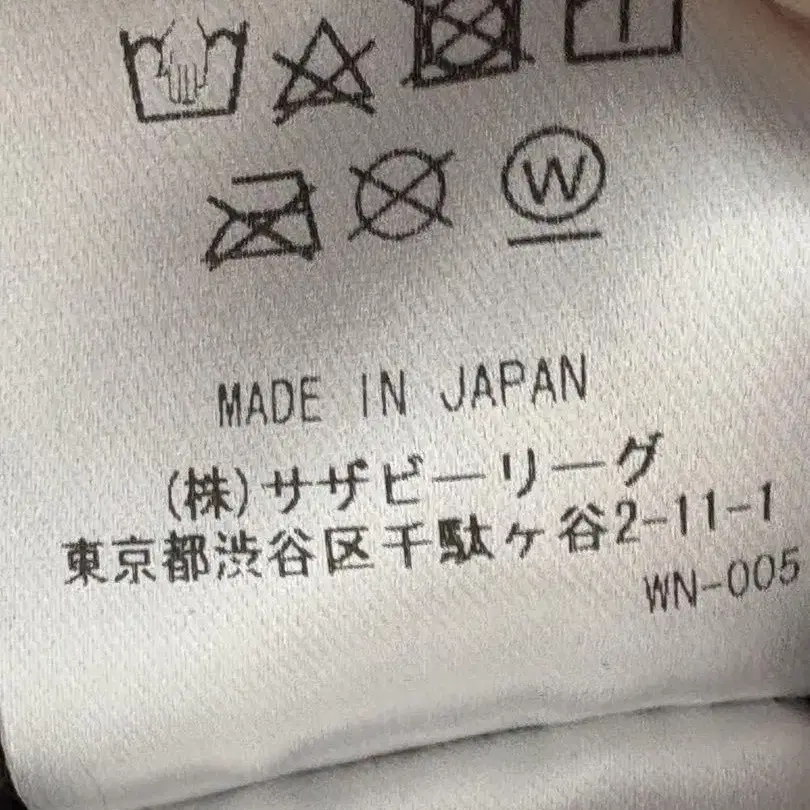 W
MADE IN JAPAN
(株)サザビーリーグ
東京都渋谷区千駄ヶ谷2-11-1
WN-005